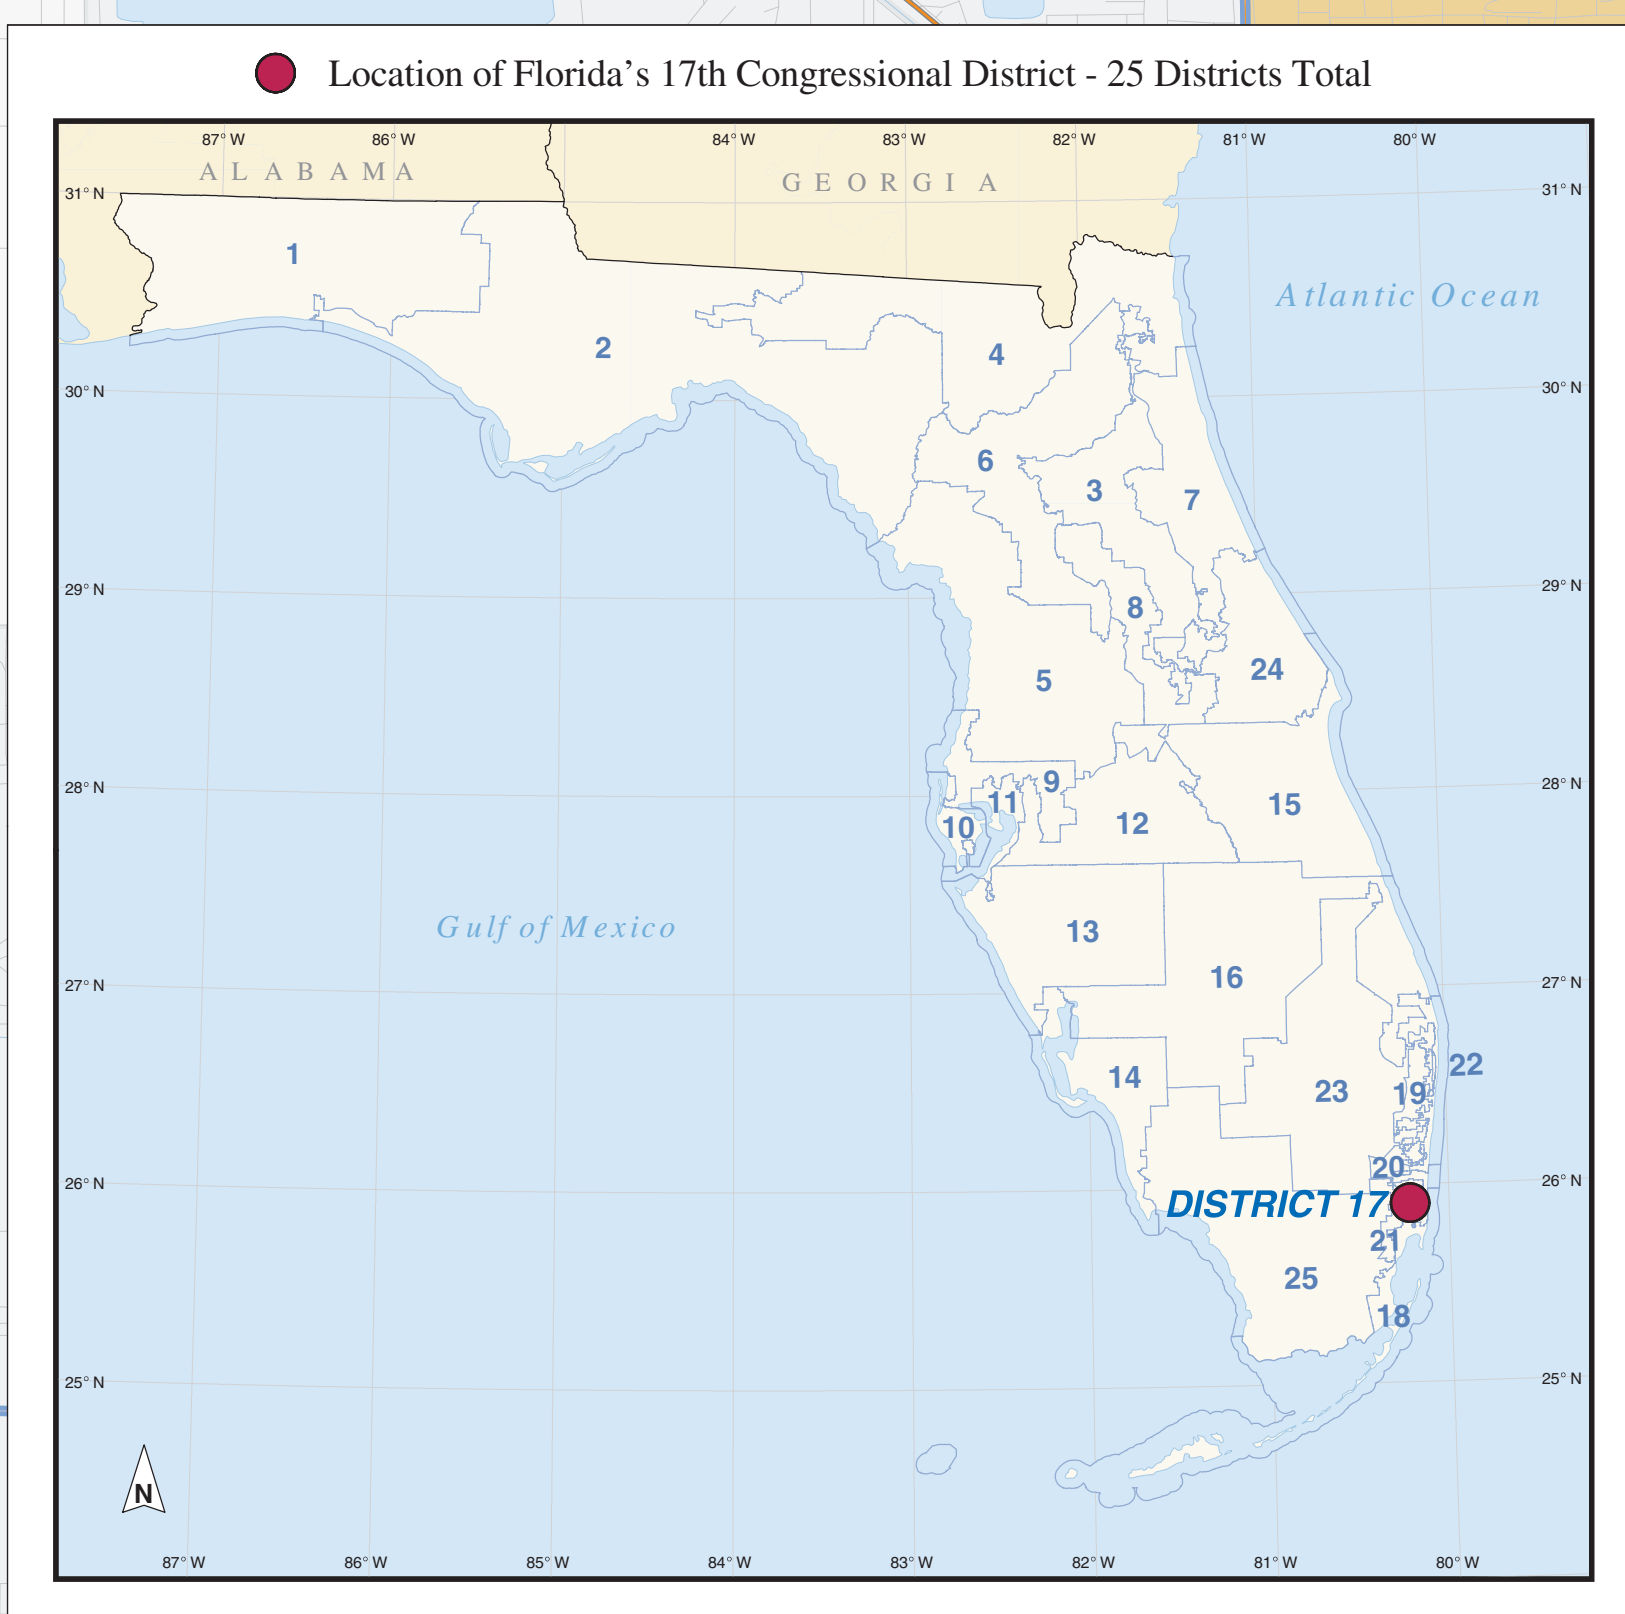 Location of Florida's 17th Congressional District - 25 Districts Total
87° W 86° W 84° W 83° W 82° W 81° W 80° W
ALABAMA
GEORGIA
31° N 31° N
1
Atlantic Ocean
2
4
30° N 30° N
6
3
7
29° N 29° N
8
24
5
28° N 28° N
9
11
15
10
12
Gulf of Mexico
13
16
27° N 27° N
22
14
23
19
20
26° N 26° N
DISTRICT 17
21
25
18
25° N 25° N
N
87° W 86° W 85° W 84° W 83° W 82° W 81° W 80° W